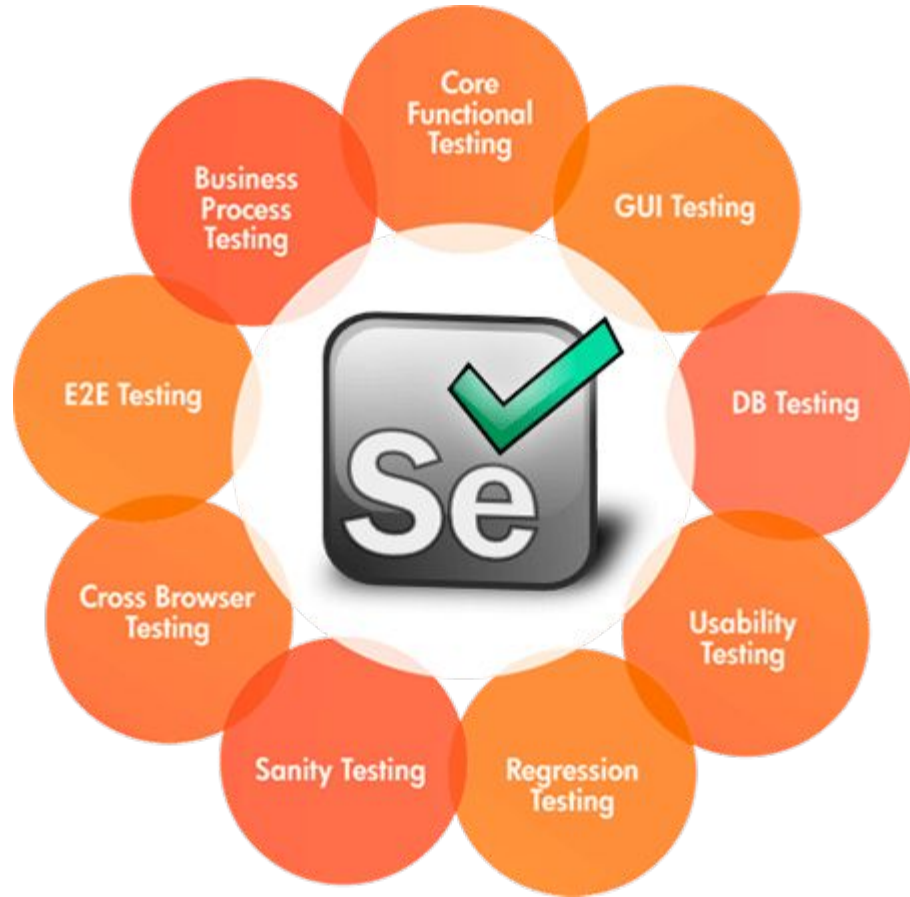 Core
Functional
Testing
GUI Testing
DB Testing
Usability
Testing
Regression
Testing
Sanity Testing
Cross Browser
Testing
E2E Testing
Business
Process
Testing
Se